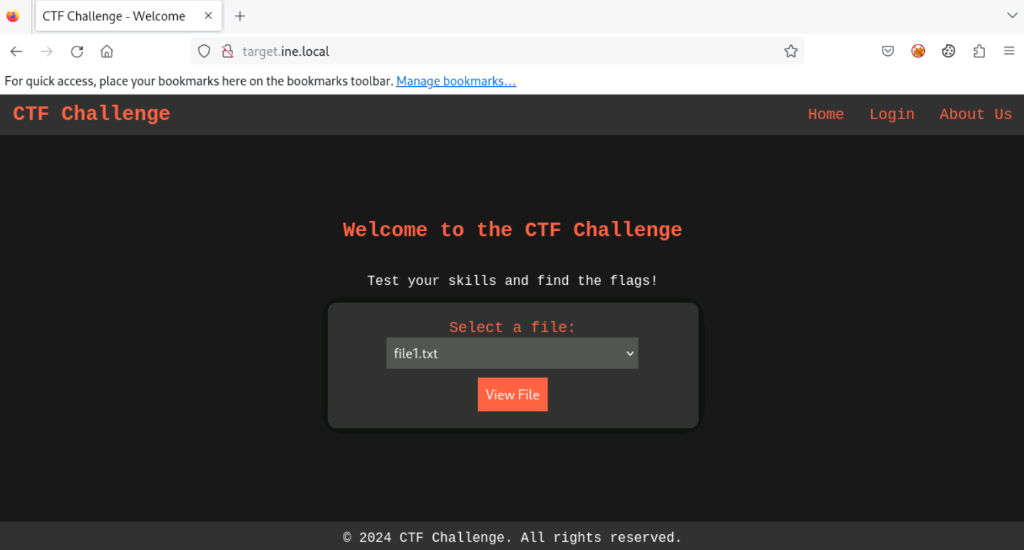 CTF Challenge - Welcome
target.ine.local
For quick access, place your bookmarks here on the bookmarks toolbar. Manage bookmarks…
CTF Challenge Home Login About Us
Welcome to the CTF Challenge
Test your skills and find the flags!
Select a file:
file1.txt
View File
© 2024 CTF Challenge. All rights reserved.